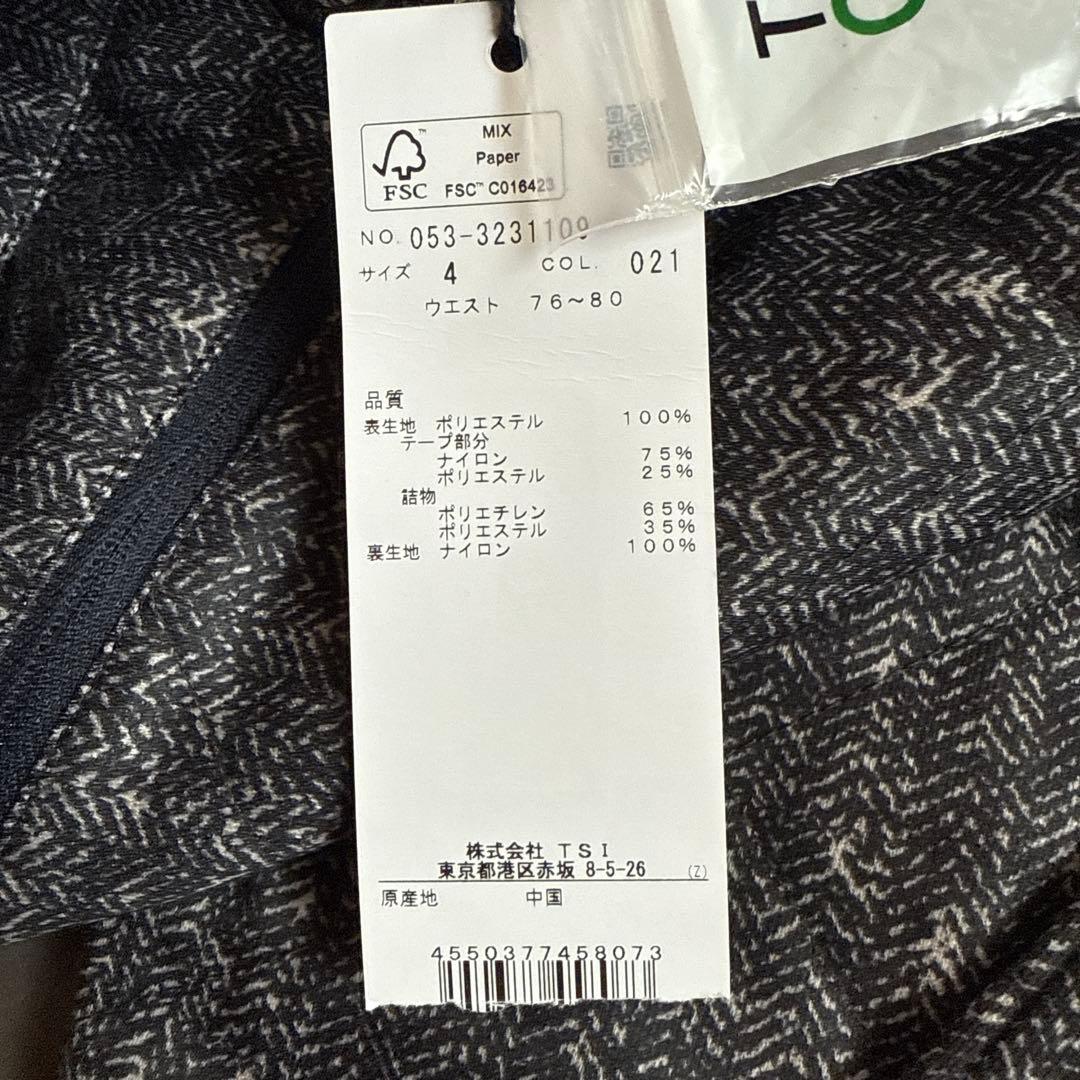 MIX
Paper
FSC
FSC™ C016423
NO. 053-3231109
サイズ 4 COL. 021
ウエスト 76～80
品質
表生地 ポリエステル 100%
テープ部分
ナイロン 75%
ポリエステル 25%
詰物
ポリエチレン 65%
ポリエステル 35%
裏生地 ナイロン 100%
株式会社 TSI
東京都港区赤坂 8-5-26 (Z)
原産地 中国
4550377458073